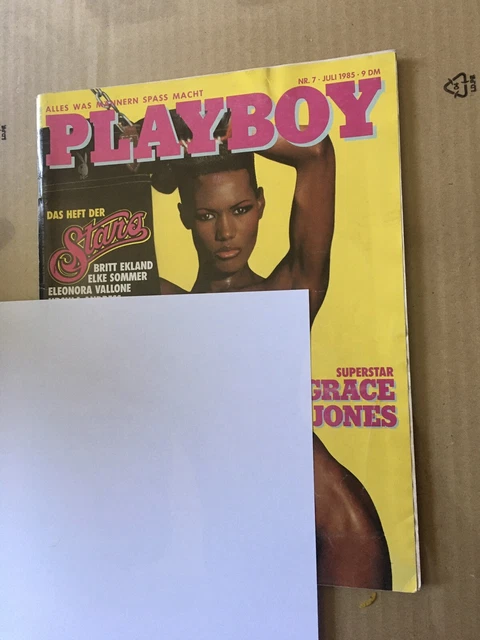 NR. 7 · JULI 1985 · 9 DM
ALLES WAS MÄNNERN SPASS MACHT
PLAYBOY
DAS HEFT DER
Stars
BRITT EKLAND
ELKE SOMMER
ELEONORA VALLONE
SUPERSTAR
GRACE
JONES